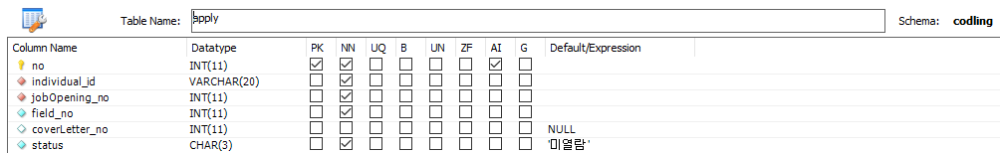 Table Name: apply Schema: codling
Column Name Datatype PK NN UQ B UN ZF AI G Default/Expression
no INT(11)
individual_id VARCHAR(20)
jobOpening_no INT(11)
field_no INT(11)
coverLetter_no INT(11) NULL
status CHAR(3) '미열람'